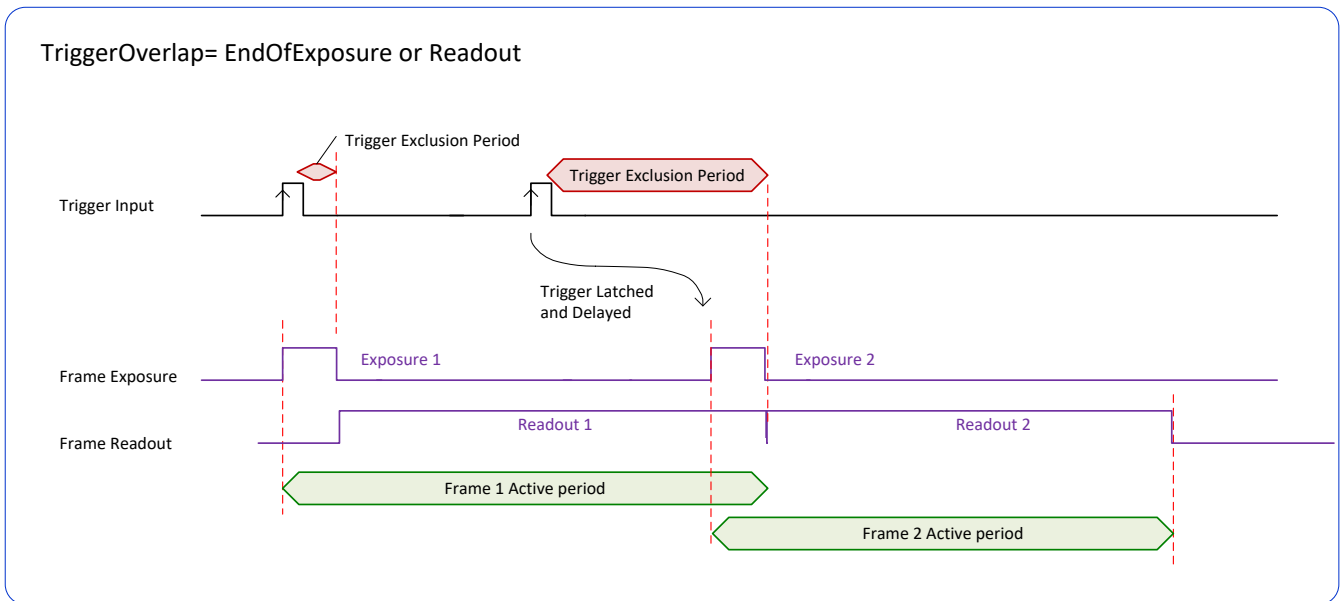 TriggerOverlap= EndOfExposure or Readout
Trigger Exclusion Period
Trigger Exclusion Period
Trigger Input
Trigger Latched
and Delayed
Exposure 1
Exposure 2
Frame Exposure
Readout 1
Readout 2
Frame Readout
Frame 1 Active period
Frame 2 Active period